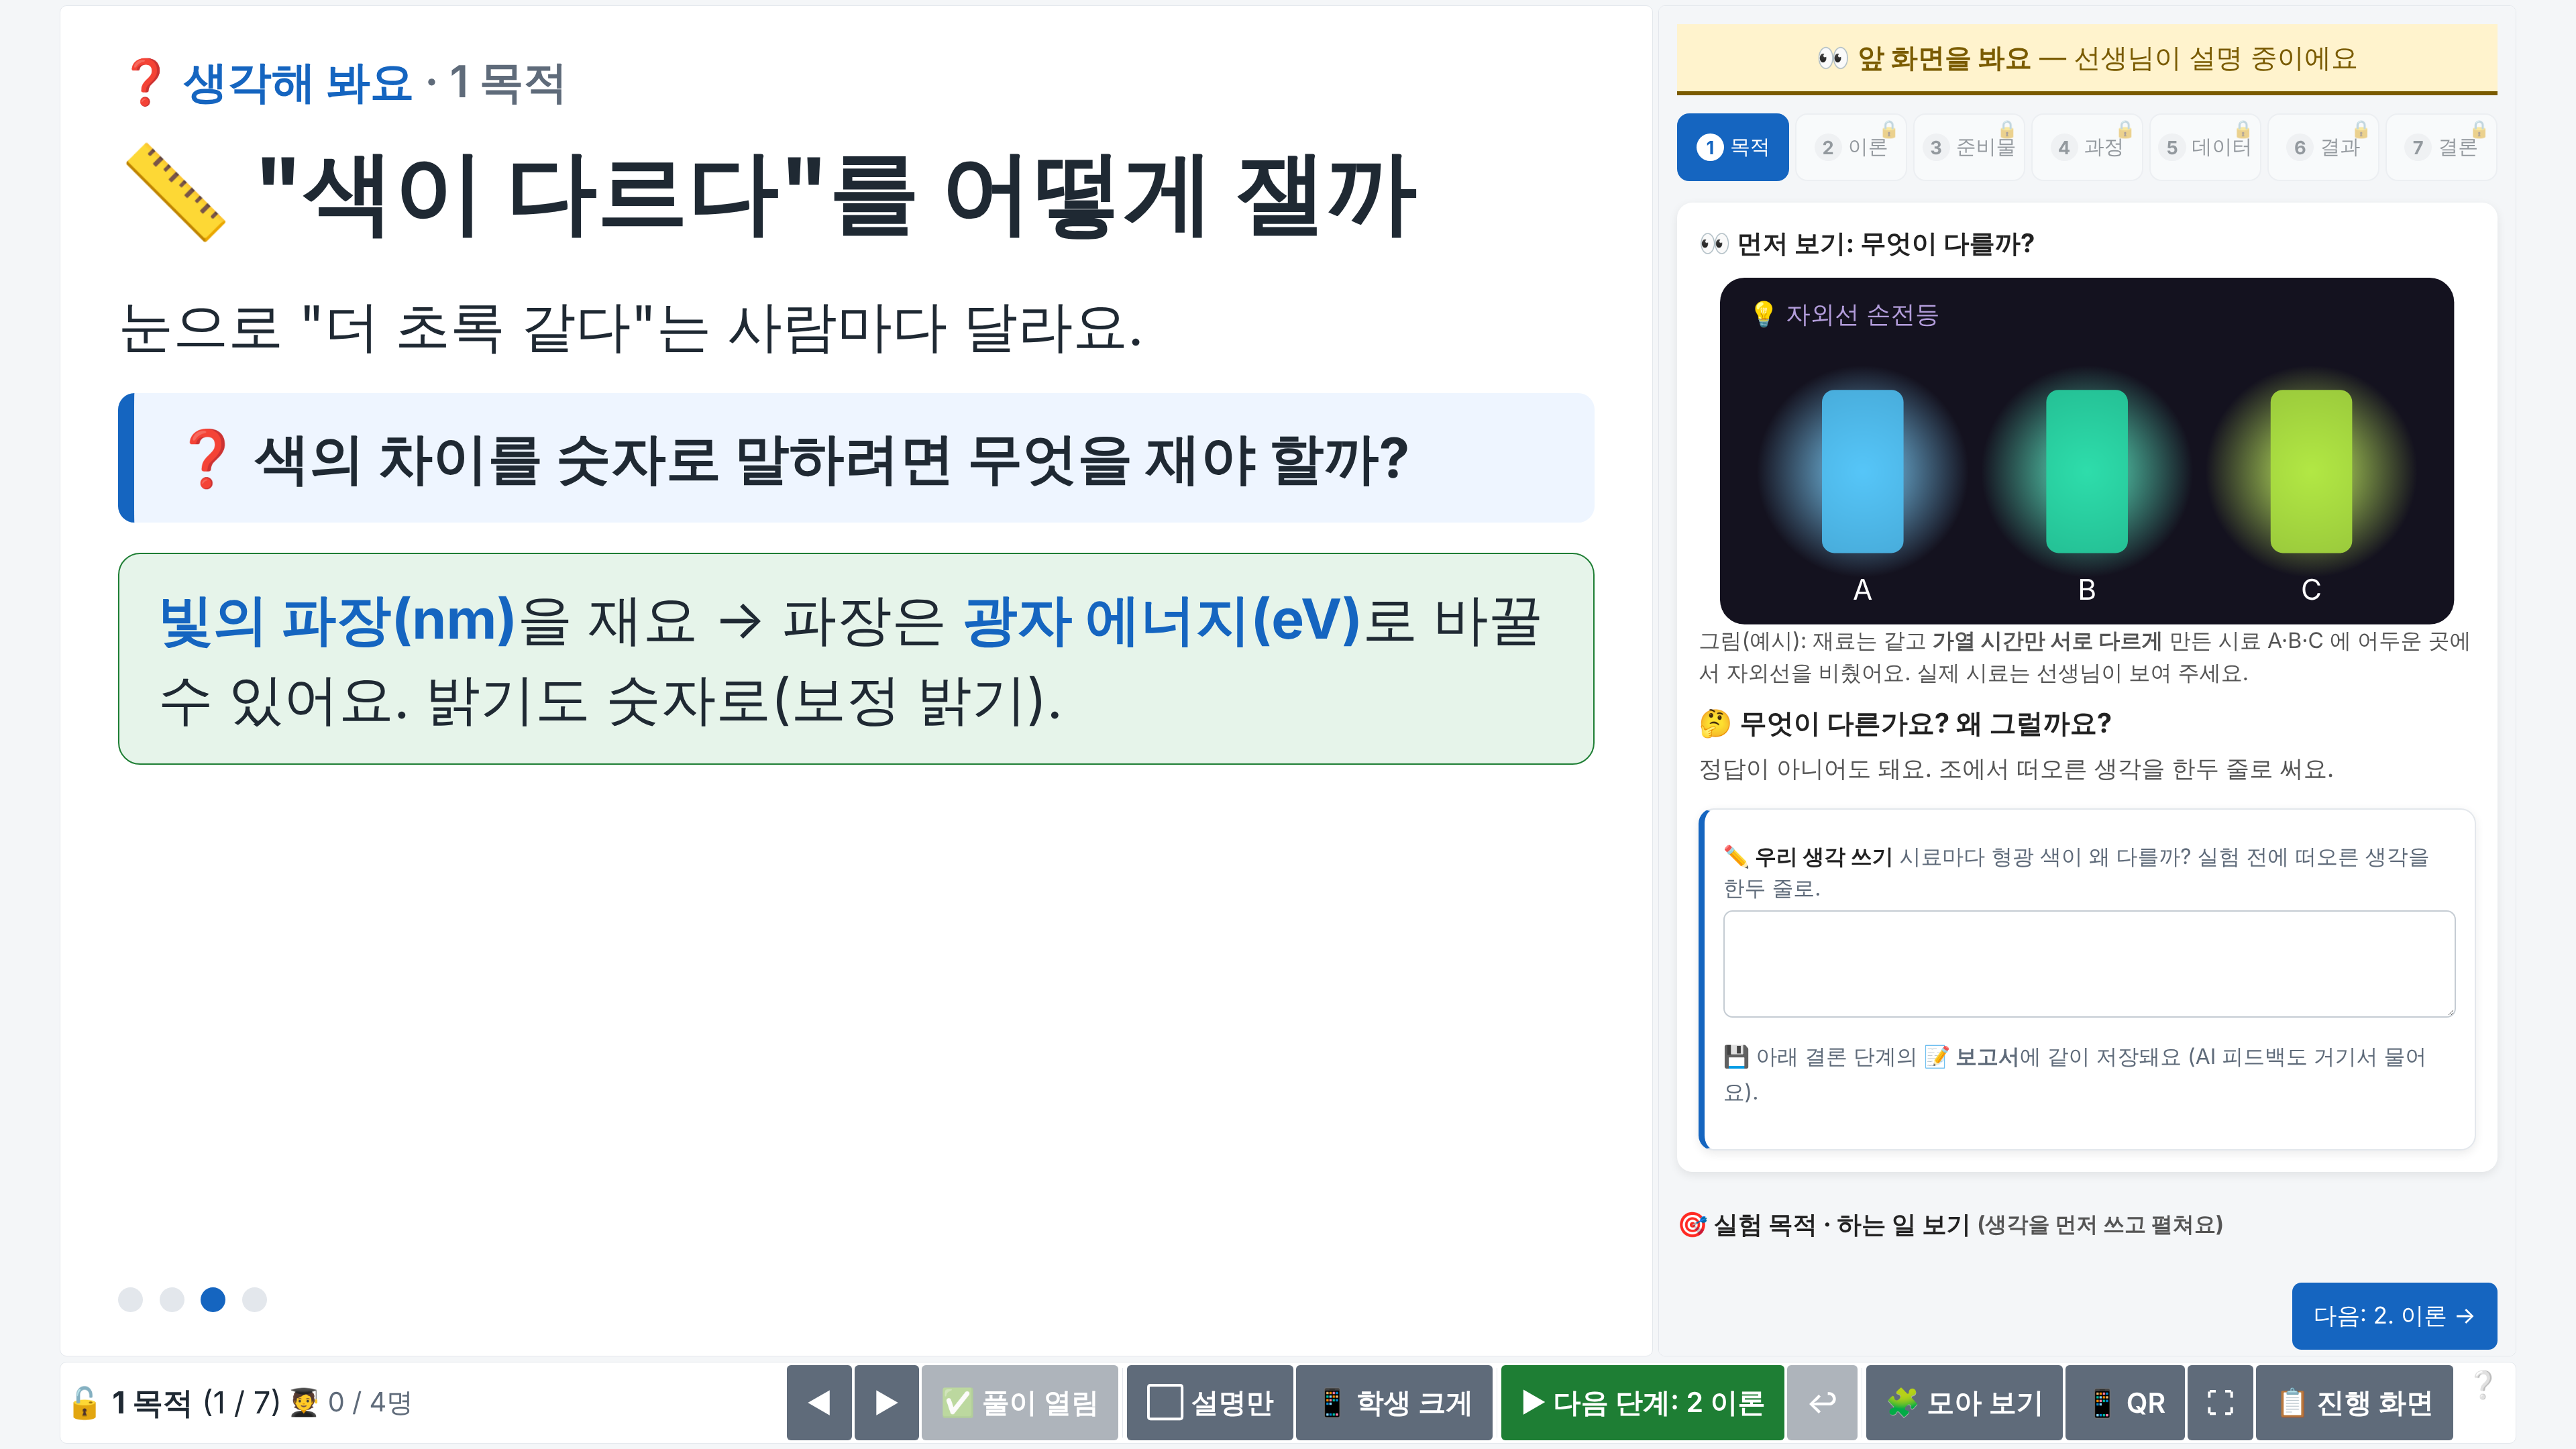 ❓ 생각해 봐요 · 1 목적
📏 "색이 다르다"를 어떻게 잴까
눈으로 "더 초록 같다"는 사람마다 달라요.
❓ 색의 차이를 숫자로 말하려면 무엇을 재야 할까?
빛의 파장(nm)을 재요 → 파장은 광자 에너지(eV)로 바꿀
수 있어요. 밝기도 숫자로(보정 밝기).
👀 앞 화면을 봐요 — 선생님이 설명 중이에요
1 목적 2 이론 3 준비물 4 과정 5 데이터 6 결과 7 결론
👀 먼저 보기: 무엇이 다를까?
💡 자외선 손전등
A B C
그림(예시): 재료는 같고 가열 시간만 서로 다르게 만든 시료 A·B·C 에 어두운 곳에
서 자외선을 비췄어요. 실제 시료는 선생님이 보여 주세요.
🤔 무엇이 다른가요? 왜 그럴까요?
정답이 아니어도 돼요. 조에서 떠오른 생각을 한두 줄로 써요.
✏️ 우리 생각 쓰기 시료마다 형광 색이 왜 다를까? 실험 전에 떠오른 생각을
한두 줄로.
💾 아래 결론 단계의 📝 보고서에 같이 저장돼요 (AI 피드백도 거기서 물어
요).
🎯 실험 목적 · 하는 일 보기 (생각을 먼저 쓰고 펼쳐요)
다음: 2. 이론 →
🔓 1 목적 (1 / 7) 🧑‍🎓 0 / 4명
◀ ▶ ✅ 풀이 열림 설명만 📱 학생 크게 ▶ 다음 단계: 2 이론 ↩ 🧩 모아 보기 📱 QR ⛶ 📋 진행 화면 ❔